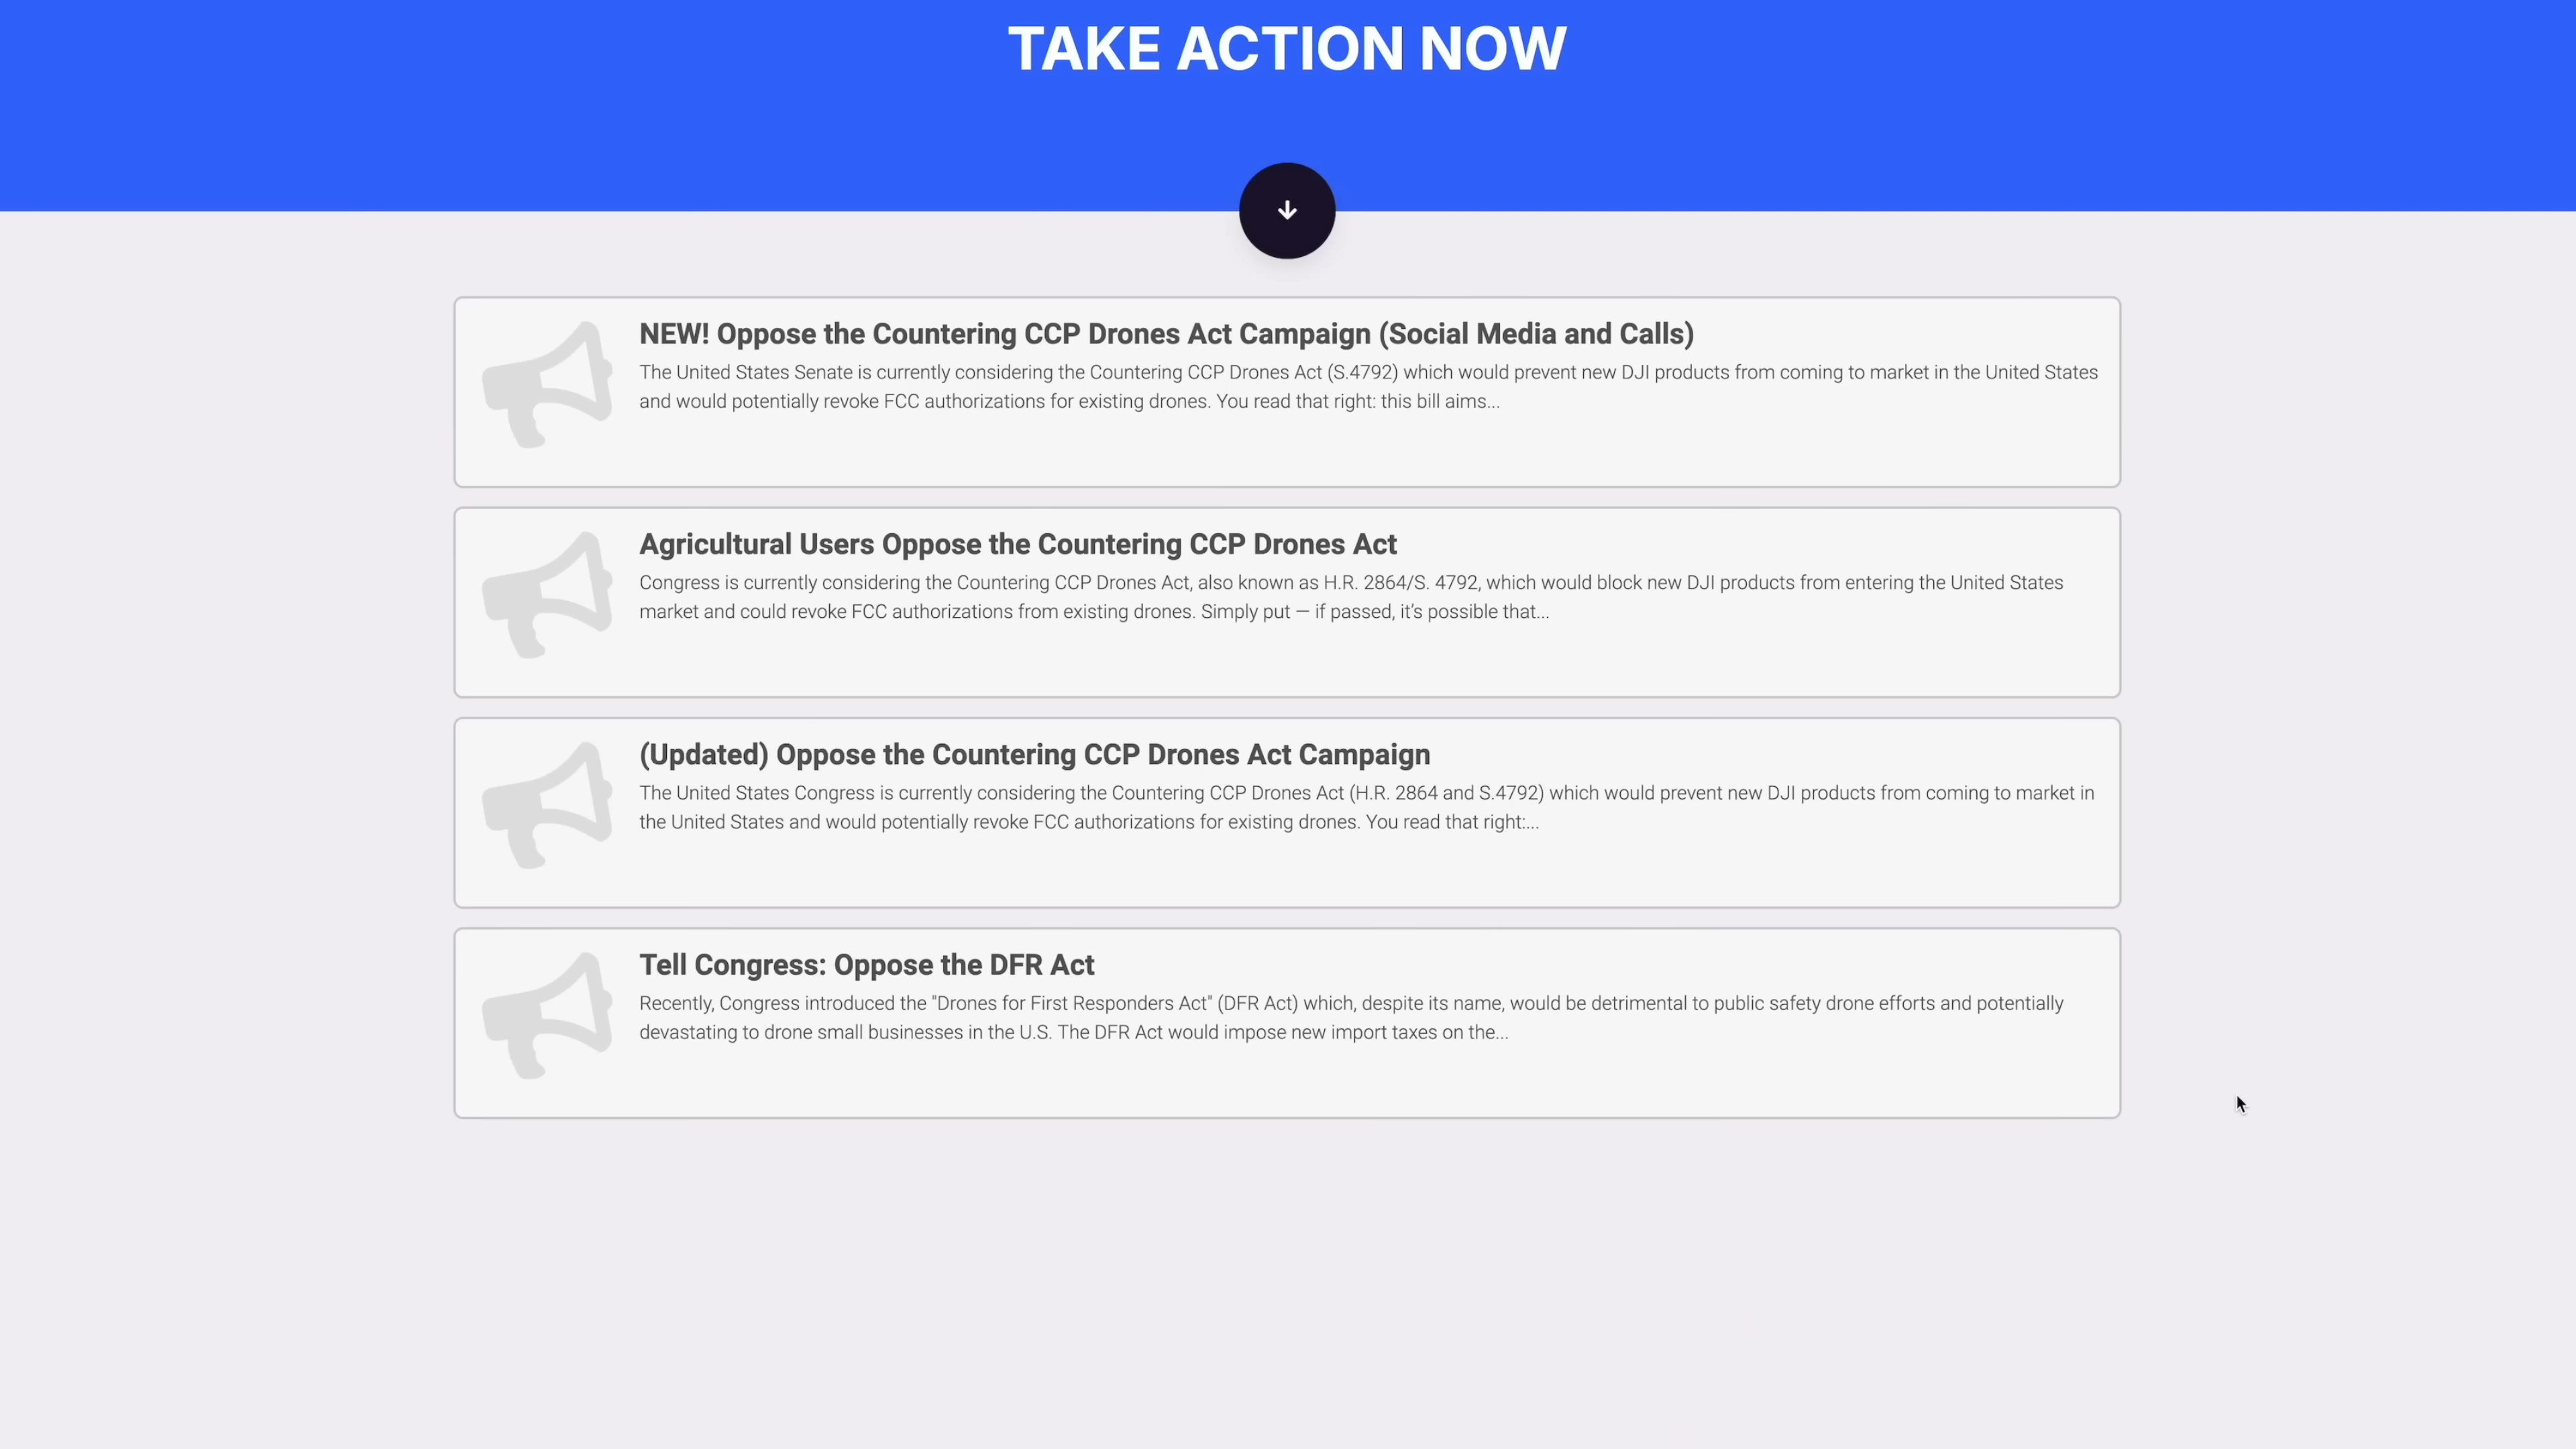 TAKE ACTION NOW
NEW! Oppose the Countering CCP Drones Act Campaign (Social Media and Calls)
The United States Senate is currently considering the Countering CCP Drones Act (S.4792) which would prevent new DJI products from coming to market in the United States
and would potentially revoke FCC authorizations for existing drones. You read that right: this bill aims...
Agricultural Users Oppose the Countering CCP Drones Act
Congress is currently considering the Countering CCP Drones Act, also known as H.R. 2864/S. 4792, which would block new DJI products from entering the United States
market and could revoke FCC authorizations from existing drones. Simply put — if passed, it’s possible that...
(Updated) Oppose the Countering CCP Drones Act Campaign
The United States Congress is currently considering the Countering CCP Drones Act (H.R. 2864 and S.4792) which would prevent new DJI products from coming to market in
the United States and would potentially revoke FCC authorizations for existing drones. You read that right:...
Tell Congress: Oppose the DFR Act
Recently, Congress introduced the "Drones for First Responders Act" (DFR Act) which, despite its name, would be detrimental to public safety drone efforts and potentially
devastating to drone small businesses in the U.S. The DFR Act would impose new import taxes on the...